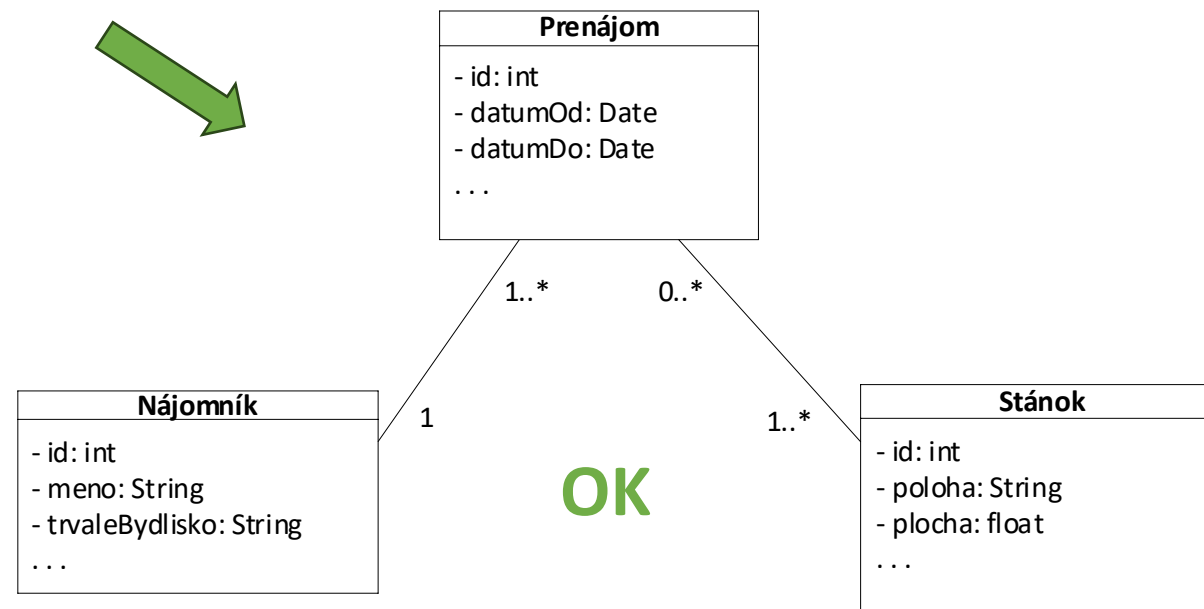 Prenájom
- id: int
- datumOd: Date
- datumDo: Date
. . .
1..*
0..*
1
1..*
Nájomník
- id: int
- meno: String
- trvaleBydlisko: String
. . .
OK
Stánok
- id: int
- poloha: String
- plocha: float
. . .